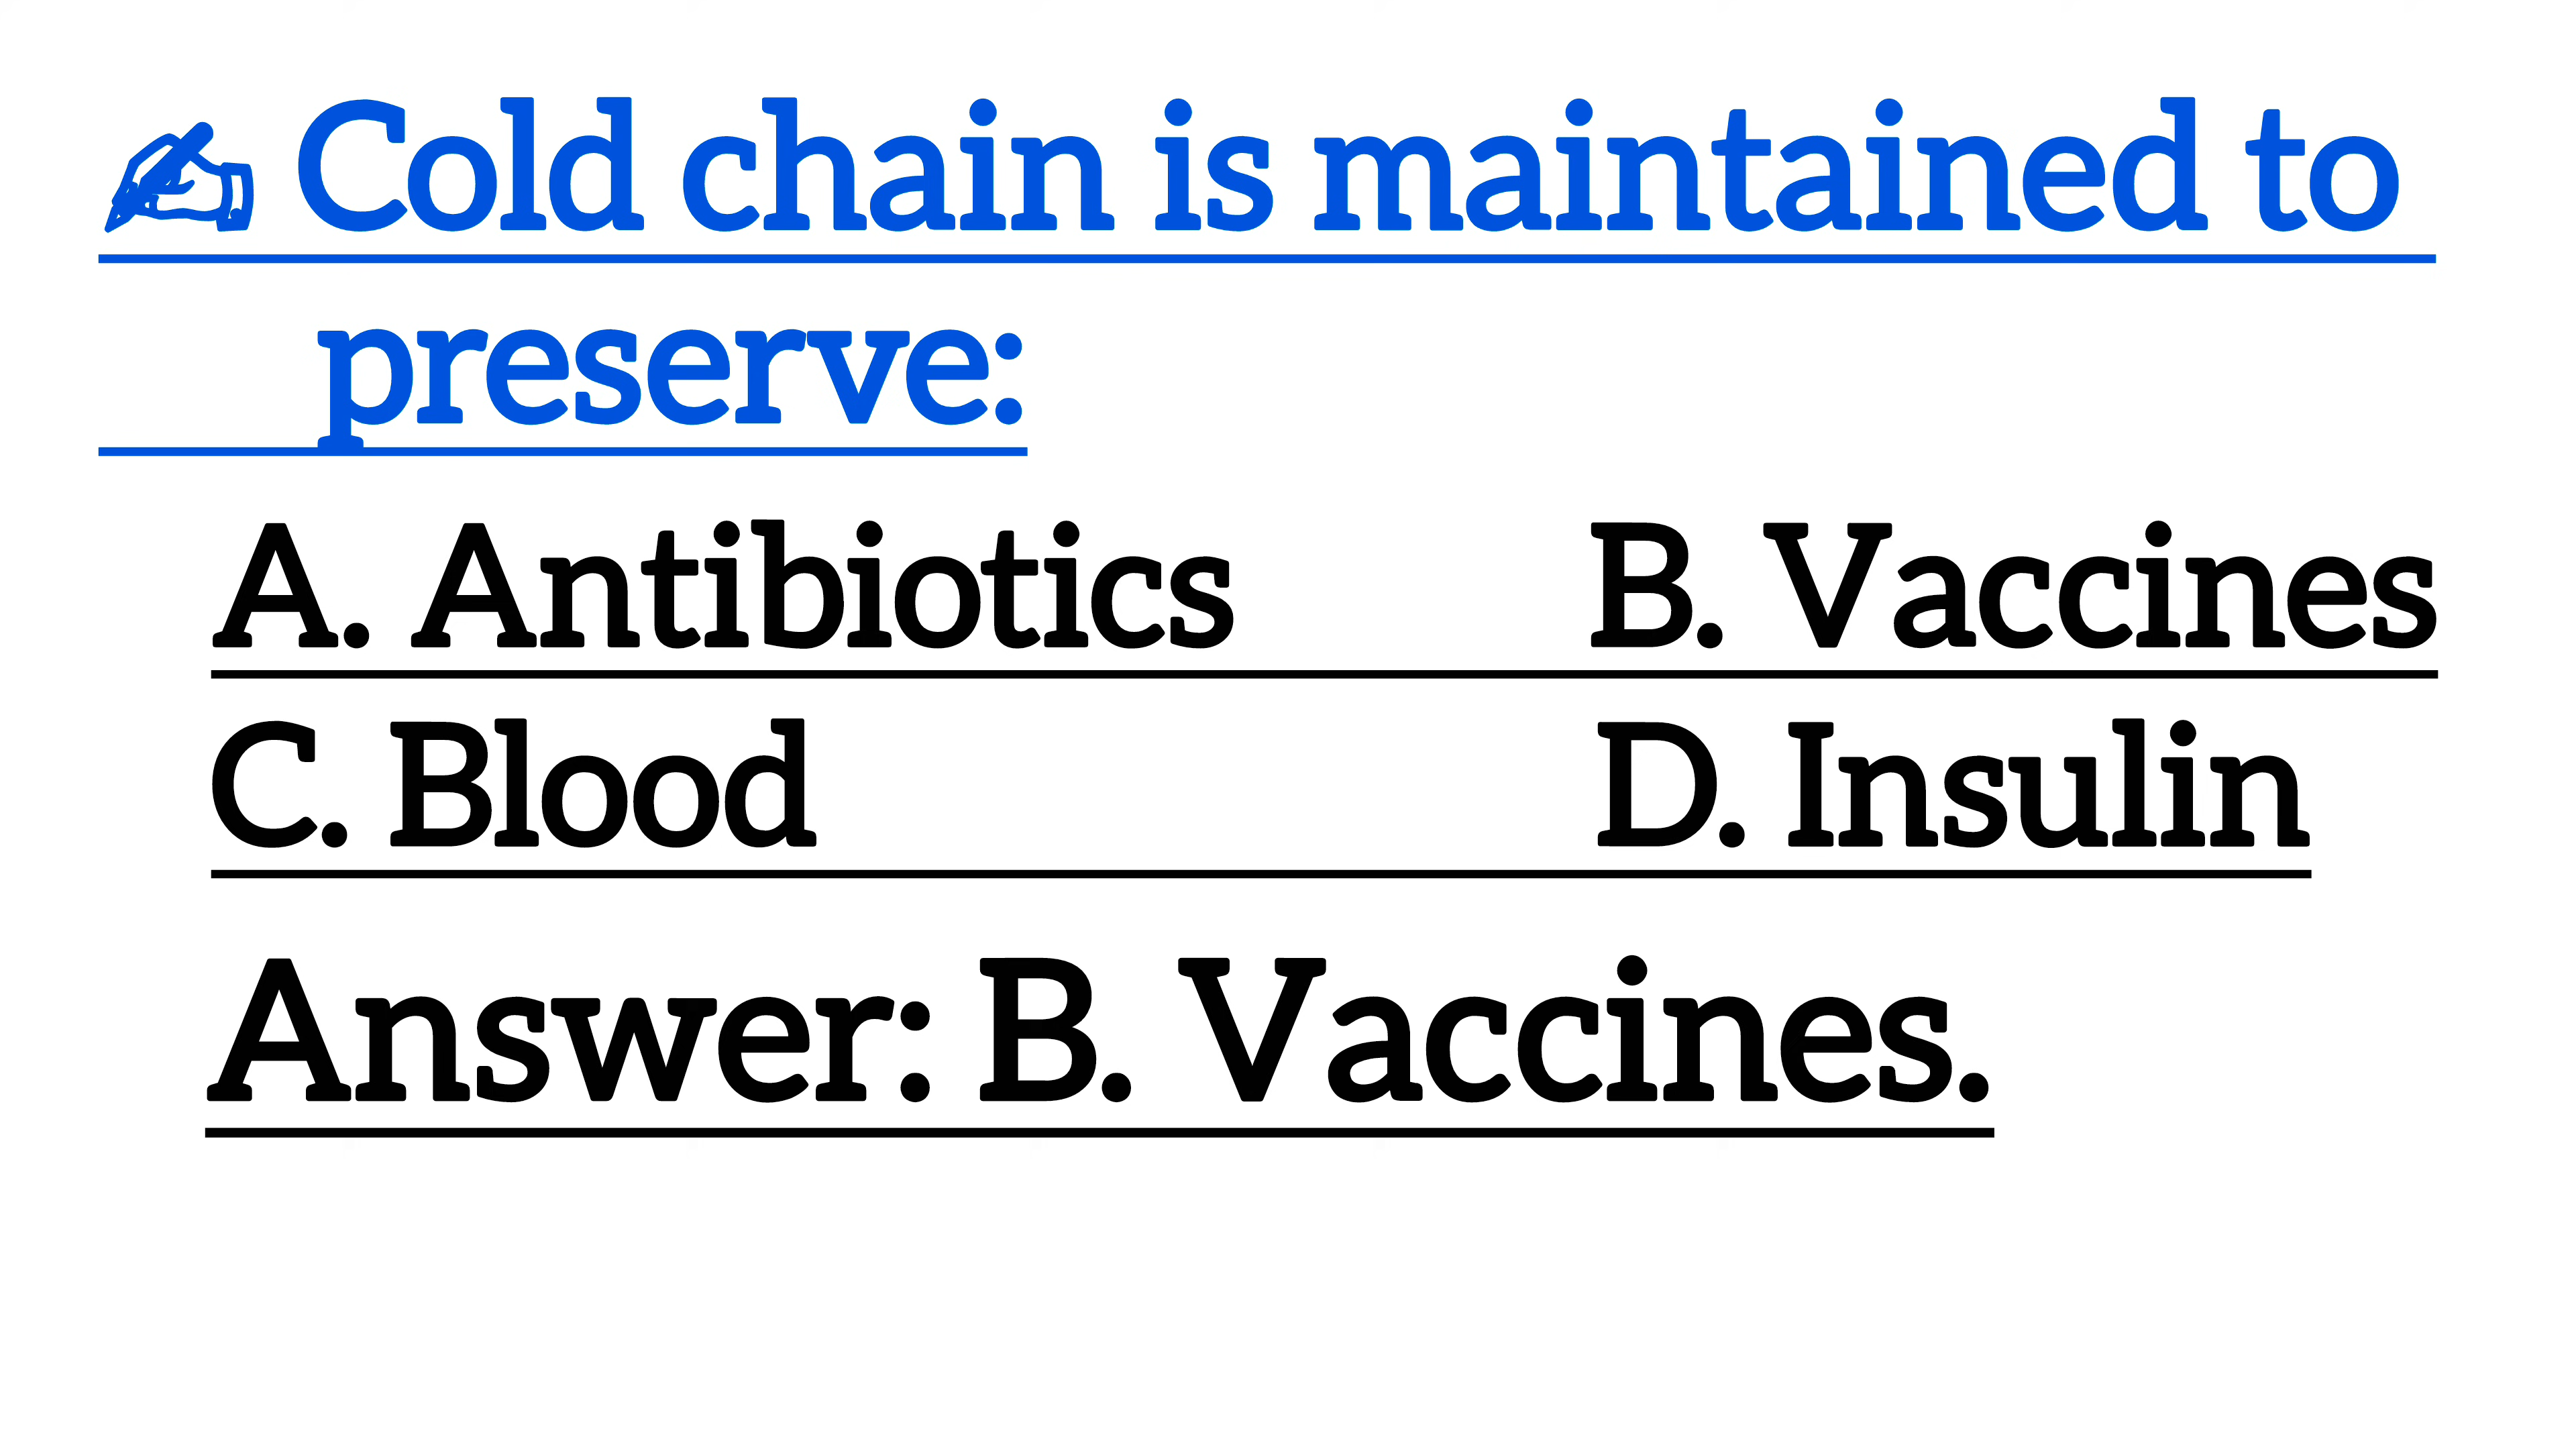 ✍ Cold chain is maintained to
preserve:
A. Antibiotics B. Vaccines
C. Blood D. Insulin
Answer: B. Vaccines.